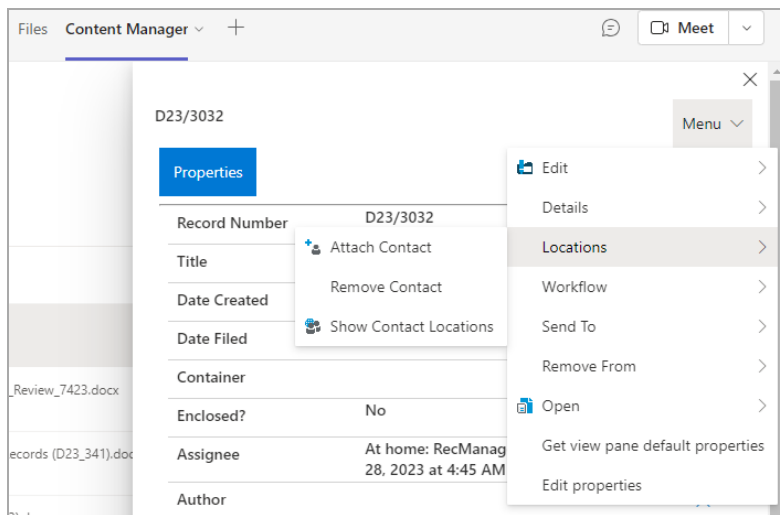 Files Content Manager
Meet
D23/3032
Menu
Properties
Edit
Details
Locations
Workflow
Send To
Remove From
Open
Get view pane default properties
Edit properties
Attach Contact
Remove Contact
Show Contact Locations
Record Number D23/3032
Title
Date Created
Date Filed
Container
Enclosed? No
Assignee At home: RecManag
28, 2023 at 4:45 AM
Author
_Review_7423.docx
ecords (D23_341).doc